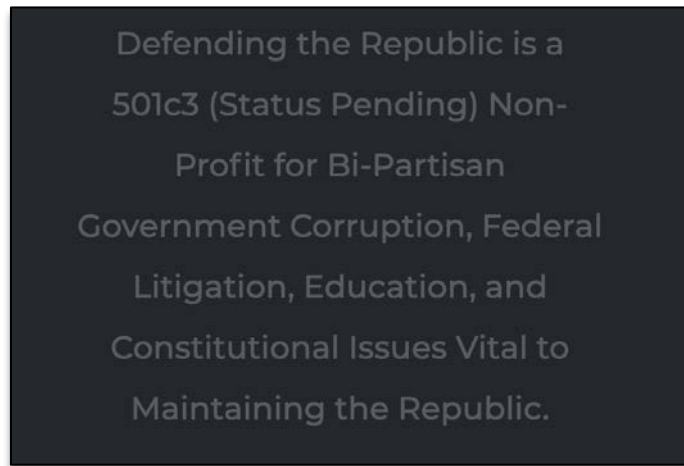 Defending the Republic is a
501c3 (Status Pending) Non-
Profit for Bi-Partisan
Government Corruption, Federal
Litigation, Education, and
Constitutional Issues Vital to
Maintaining the Republic.